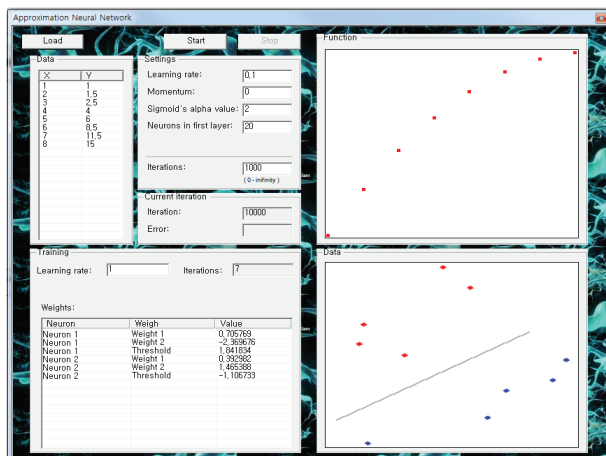 Approximation Neural Network
Load Start Stop
Data
X Y
1 1
2 1,5
3 2,5
4 4
5 6
6 8,5
7 11,5
8 15
Settings
Learning rate: 0,1
Momentum: 0
Sigmoid's alpha value: 2
Neurons in first layer: 20
Iterations: 1000
( 0 - inifinity )
Current iteration
Iteration: 10000
Error:
Function
Training
Learning rate: 1 Iterations: 7
Weights:
Neuron Weigh Value
Neuron 1 Weight 1 0,705769
Neuron 1 Weight 2 -2,369676
Neuron 1 Threshold 1,841834
Neuron 2 Weight 1 0,392982
Neuron 2 Weight 2 1,465388
Neuron 2 Threshold -1,106733
Data